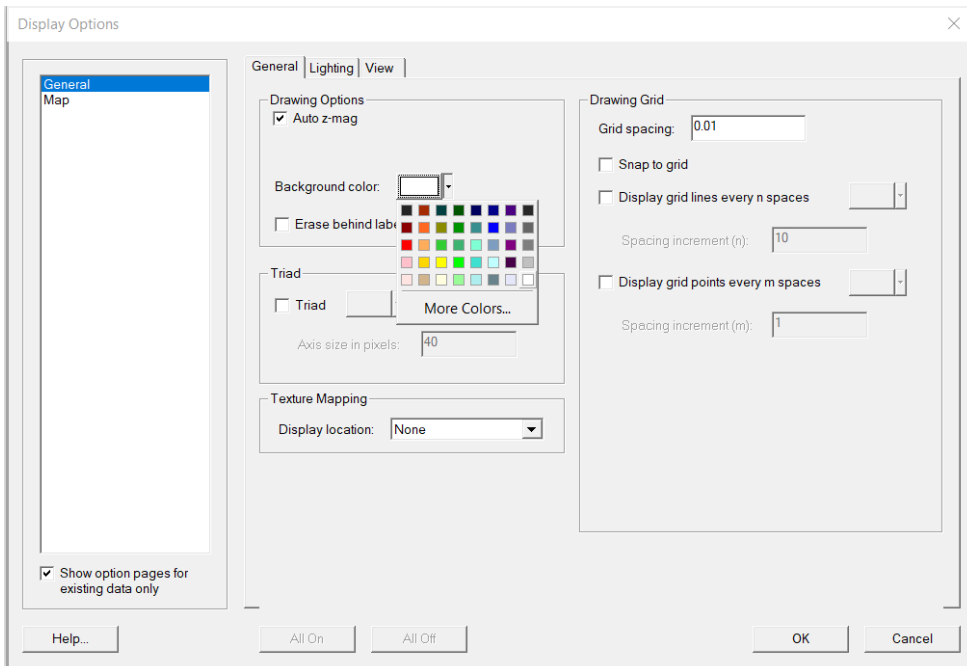 Display Options
General
Map
Show option pages for
existing data only
General
Lighting
View
Drawing Options
Auto z-mag
Background color:
Erase behind labe
More Colors...
Triad
Triad
Axis size in pixels:
40
Texture Mapping
Display location:
None
Drawing Grid
Grid spacing:
0.01
Snap to grid
Display grid lines every n spaces
Spacing increment (n):
10
Display grid points every m spaces
Spacing increment (m):
1
Help...
All On
All Off
OK
Cancel